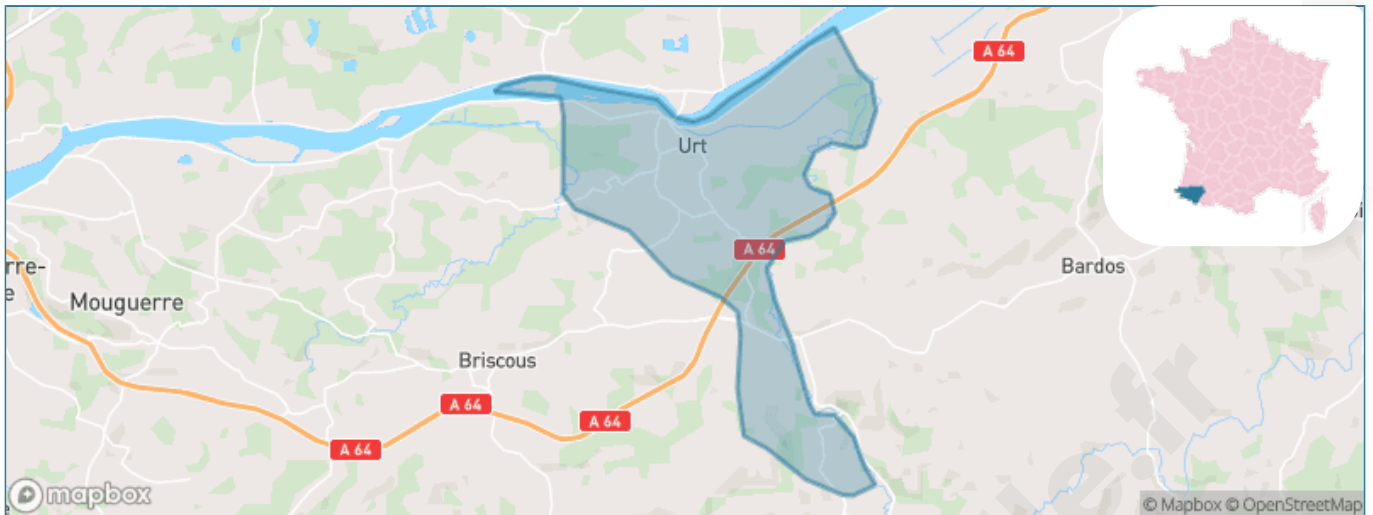 A 64
Urt
A 64
Bardos
rre-
e
Mouguerre
Briscous
A 64
A 64
A 64
mapbox
© Mapbox © OpenStreetMap